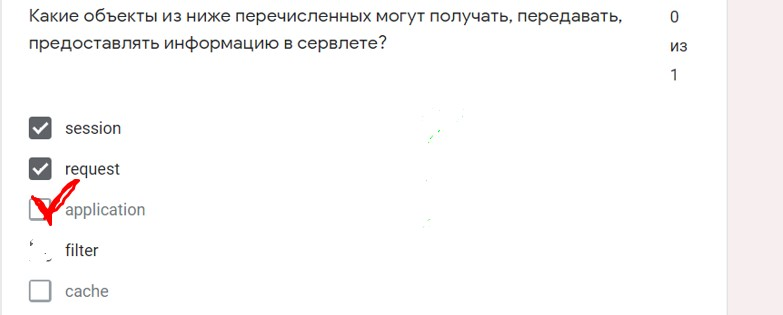 Какие объекты из ниже перечисленных могут получать, передавать,
предоставлять информацию в сервлете?
0
из
1
session
request
application
filter
cache